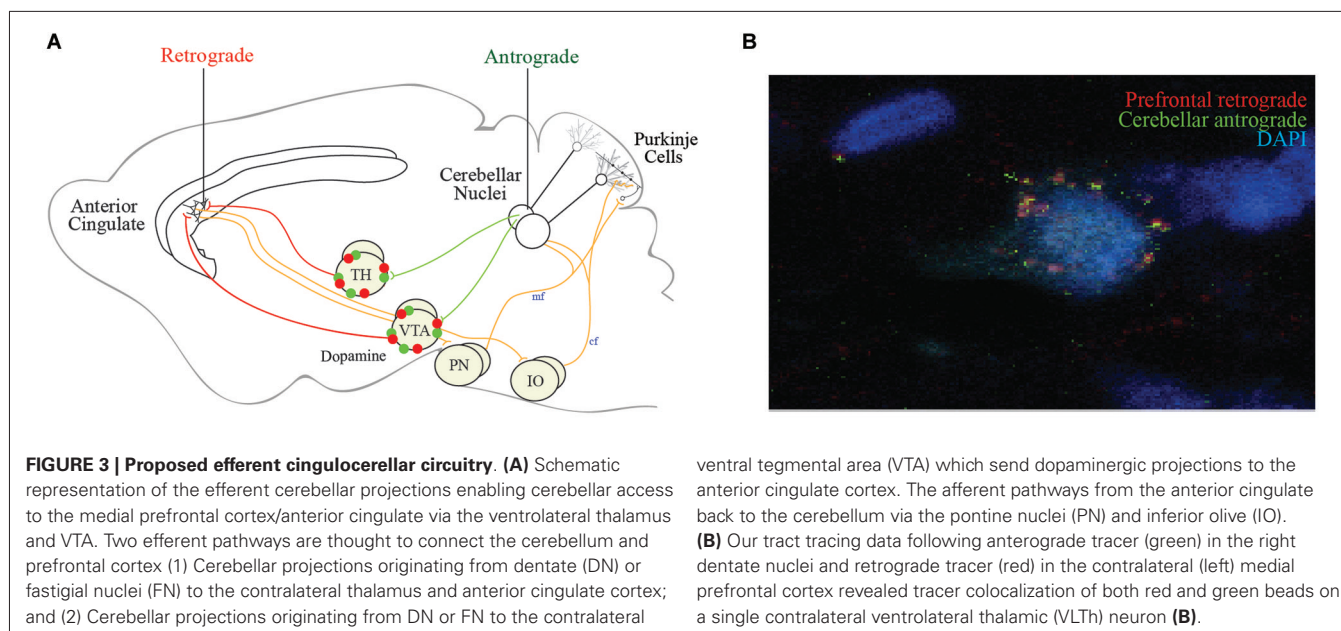 A
Retrograde
Antrograde
Purkinje
Cells
Cerebellar
Nuclei
Anterior
Cingulate
TH
mf
VTA
Dopamine
PN
IO
cf
B
Prefrontal retrograde
Cerebellar antrograde
DAPI
FIGURE 3 | Proposed efferent cingulocerellar circuitry. (A) Schematic
representation of the efferent cerebellar projections enabling cerebellar access
to the medial prefrontal cortex/anterior cingulate via the ventrolateral thalamus
and VTA. Two efferent pathways are thought to connect the cerebellum and
prefrontal cortex (1) Cerebellar projections originating from dentate (DN) or
fastigial nuclei (FN) to the contralateral thalamus and anterior cingulate cortex;
and (2) Cerebellar projections originating from DN or FN to the contralateral
ventral tegmental area (VTA) which send dopaminergic projections to the
anterior cingulate cortex. The afferent pathways from the anterior cingulate
back to the cerebellum via the pontine nuclei (PN) and inferior olive (IO).
(B) Our tract tracing data following anterograde tracer (green) in the right
dentate nuclei and retrograde tracer (red) in the contralateral (left) medial
prefrontal cortex revealed tracer colocalization of both red and green beads on
a single contralateral ventrolateral thalamic (VLTh) neuron (B).